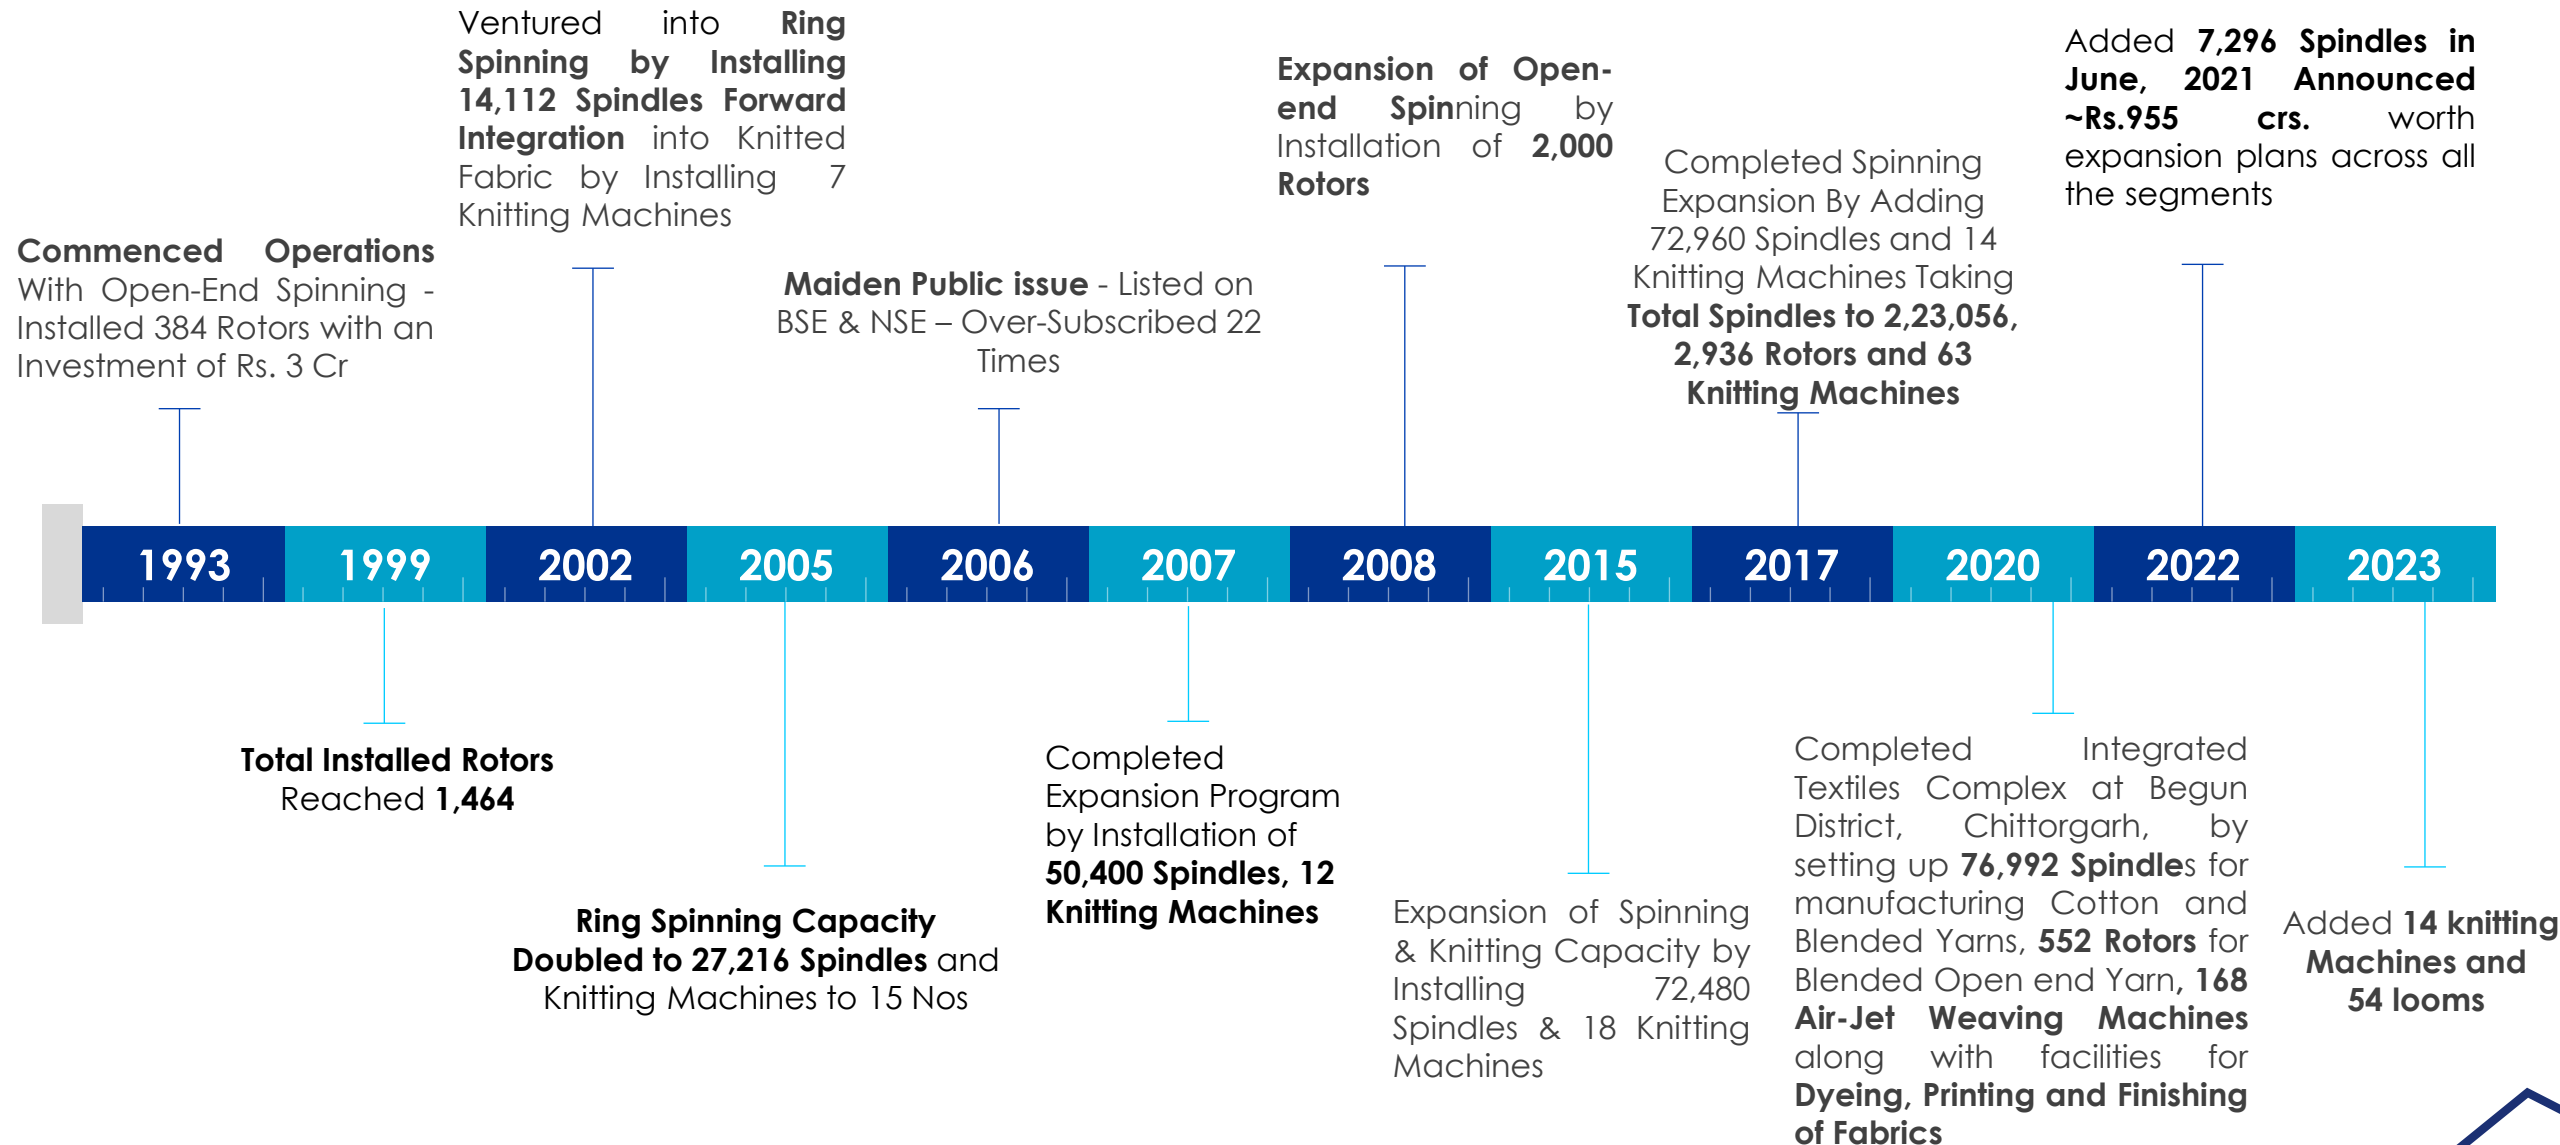 Commenced Operations
With Open-End Spinning -
Installed 384 Rotors with an
Investment of Rs. 3 Cr
Ventured into Ring
Spinning by Installing
14,112 Spindles Forward
Integration into Knitted
Fabric by Installing 7
Knitting Machines
Maiden Public issue - Listed on
BSE & NSE – Over-Subscribed 22
Times
Expansion of Open-
end Spinning by
Installation of 2,000
Rotors
Completed Spinning
Expansion By Adding
72,960 Spindles and 14
Knitting Machines Taking
Total Spindles to 2,23,056,
2,936 Rotors and 63
Knitting Machines
Added 7,296 Spindles in
June, 2021 Announced
~Rs.955 crs. worth
expansion plans across all
the segments
1993 1999 2002 2005 2006 2007 2008 2015 2017 2020 2022 2023
Total Installed Rotors
Reached 1,464
Ring Spinning Capacity
Doubled to 27,216 Spindles and
Knitting Machines to 15 Nos
Completed
Expansion Program
by Installation of
50,400 Spindles, 12
Knitting Machines
Expansion of Spinning
& Knitting Capacity by
Installing 72,480
Spindles & 18 Knitting
Machines
Completed Integrated
Textiles Complex at Begun
District, Chittorgarh, by
setting up 76,992 Spindles for
manufacturing Cotton and
Blended Yarns, 552 Rotors for
Blended Open end Yarn, 168
Air-Jet Weaving Machines
along with facilities for
Dyeing, Printing and Finishing
of Fabrics
Added 14 knitting
Machines and
54 looms